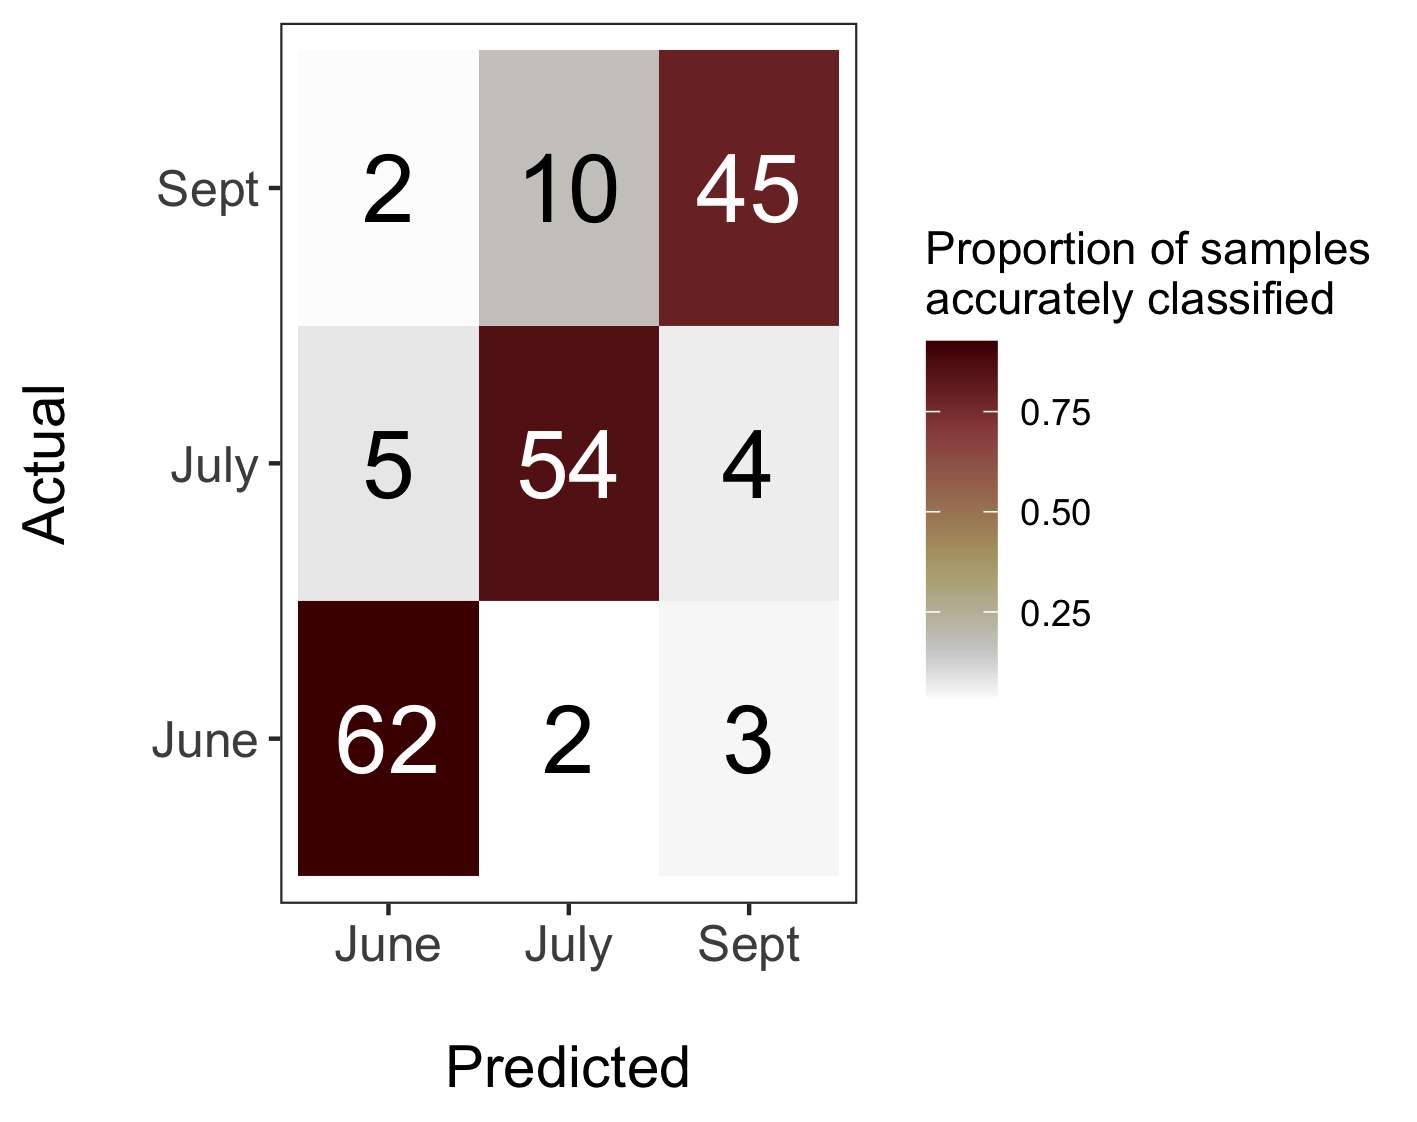 Actual
Sept
2 10 45
July
5 54 4
June
62 2 3
June July Sept
Predicted
Proportion of samples
accurately classified
0.75
0.50
0.25